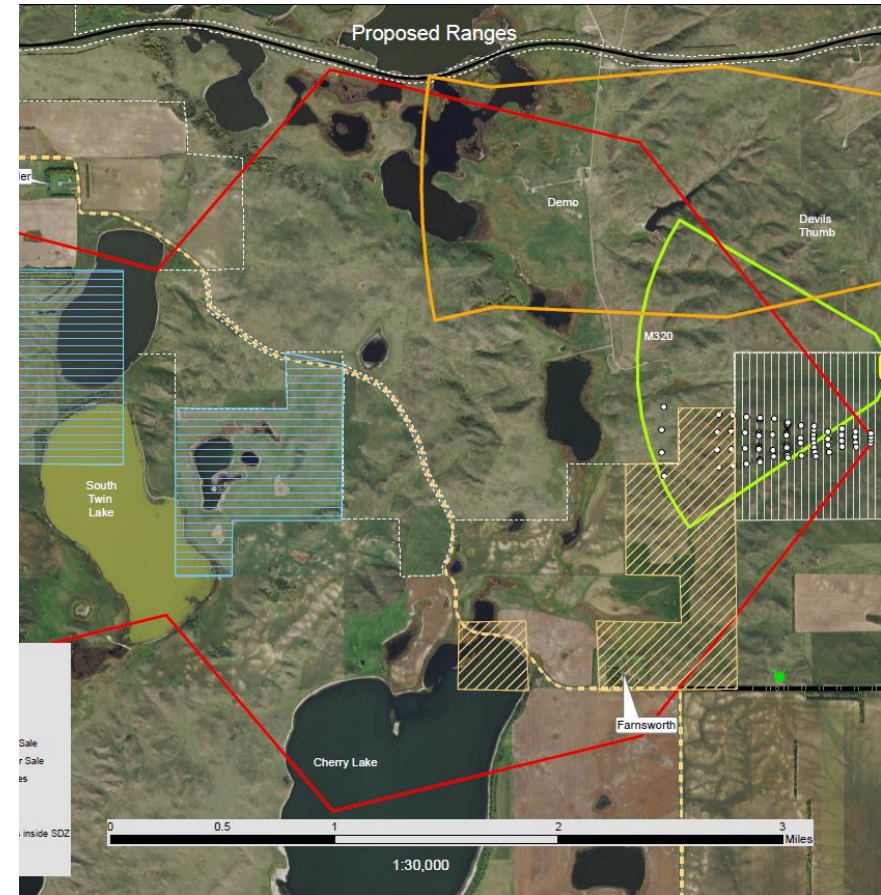 Proposed Ranges
Demo
Devils
Thumb
M320
South
Twin
Lake
Farnsworth
Cherry Lake
Sale
r Sale
es
inside SDZ
0 0.5 1 2 3
Miles
1:30,000